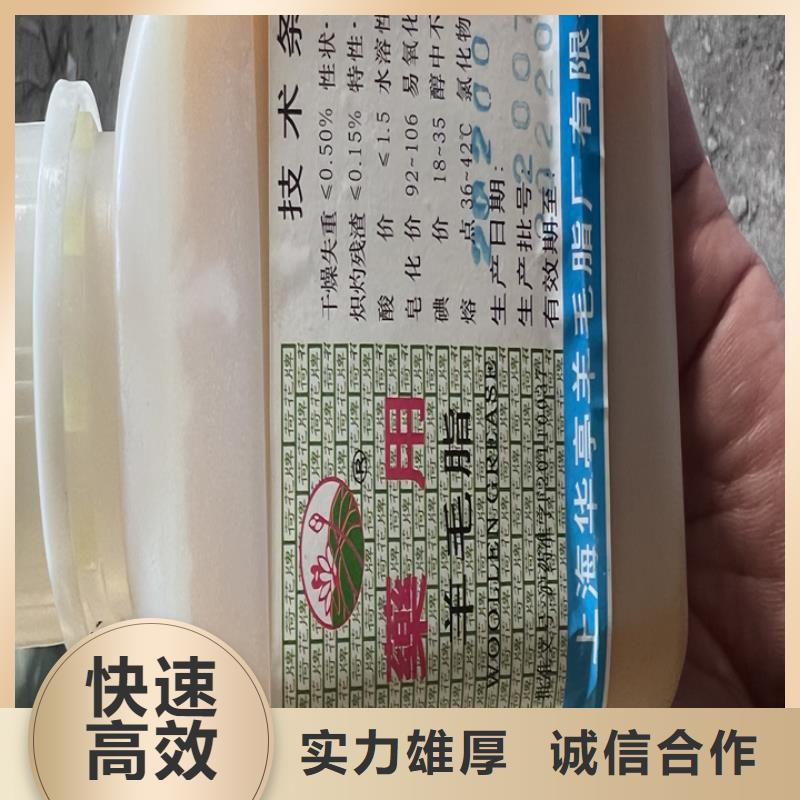 技术条
干燥失重 ≤0.50% 性状
炽灼残渣 ≤0.15% 特性
酸价 ≤1.5 水溶性
皂化价 92~106 易氧化
碘价 18~35 醇中不
熔点 36~42℃ 氯化物
生产日期:
生产批号:
有效期至:
荷花牌
®
藥用
羊毛脂
WOOLLEN GREASE
上海华亭羊毛脂厂有限
快速
高效
实力雄厚 诚信合作